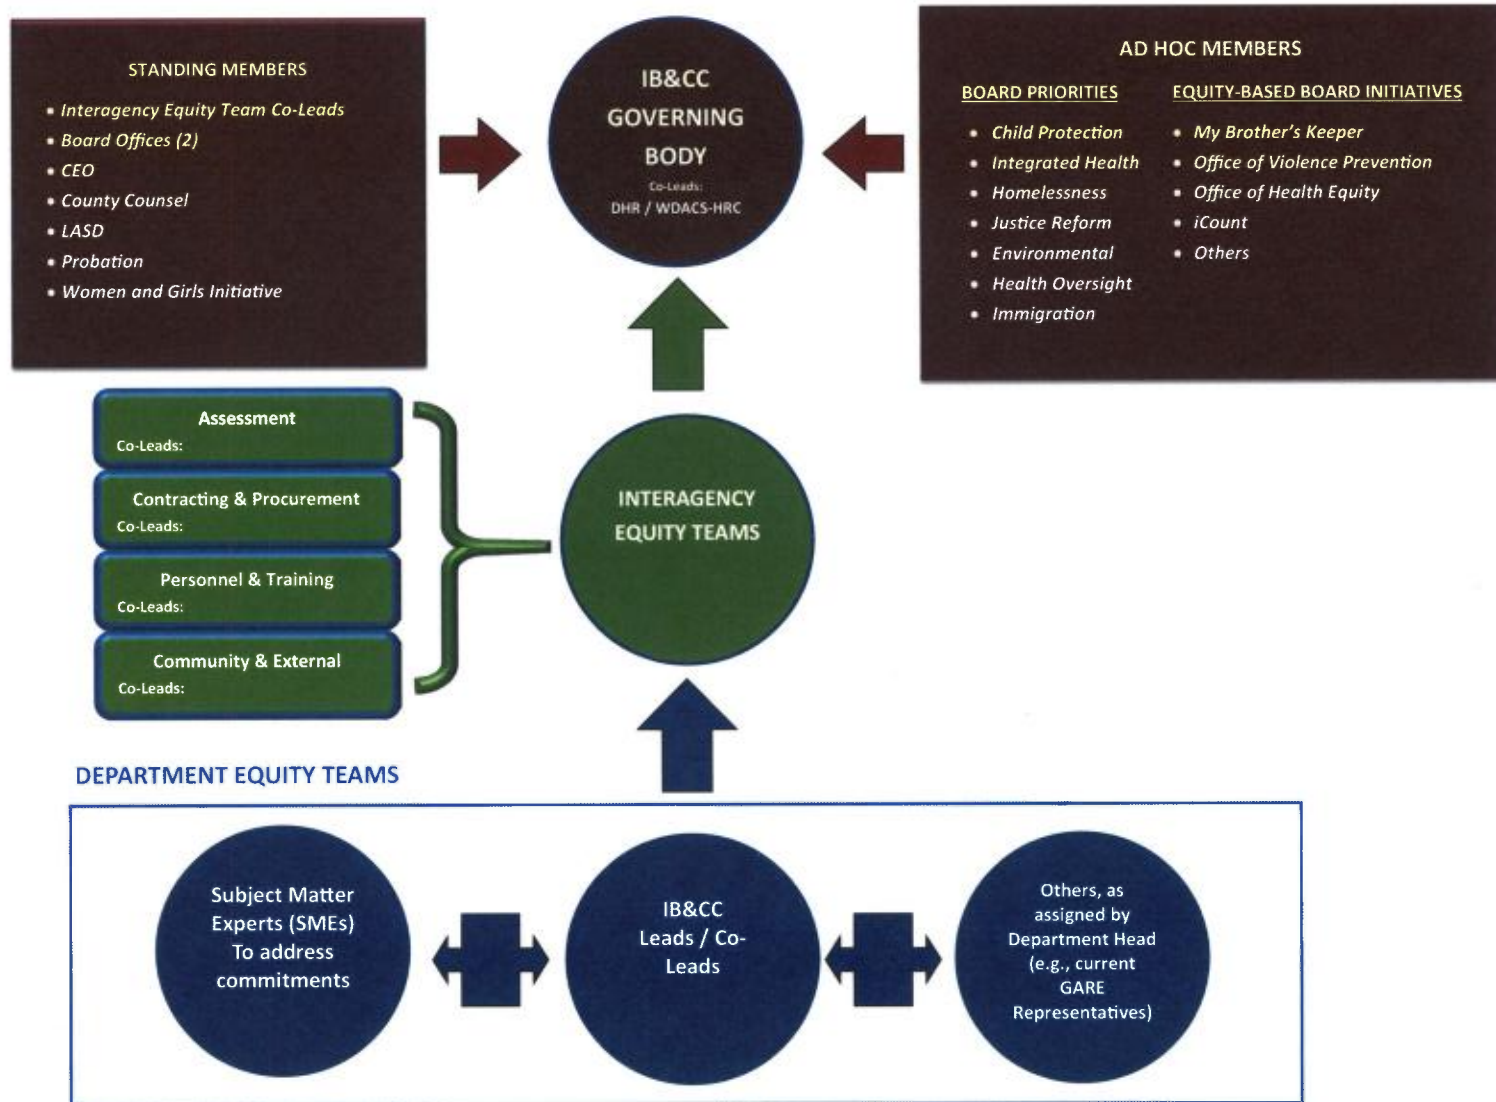 STANDING MEMBERS
• Interagency Equity Team Co-Leads
• Board Offices (2)
• CEO
• County Counsel
• LASD
• Probation
• Women and Girls Initiative
IB&CC
GOVERNING
BODY
Co-Leads:
DHR / WDACS-HRC
AD HOC MEMBERS
BOARD PRIORITIES
• Child Protection
• Integrated Health
• Homelessness
• Justice Reform
• Environmental
• Health Oversight
• Immigration
EQUITY-BASED BOARD INITIATIVES
• My Brother's Keeper
• Office of Violence Prevention
• Office of Health Equity
• iCount
• Others
Assessment
Co-Leads:
Contracting & Procurement
Co-Leads:
Personnel & Training
Co-Leads:
Community & External
Co-Leads:
INTERAGENCY
EQUITY TEAMS
DEPARTMENT EQUITY TEAMS
Subject Matter
Experts (SMEs)
To address
commitments
IB&CC
Leads / Co-
Leads
Others, as
assigned by
Department Head
(e.g., current
GARE
Representatives)